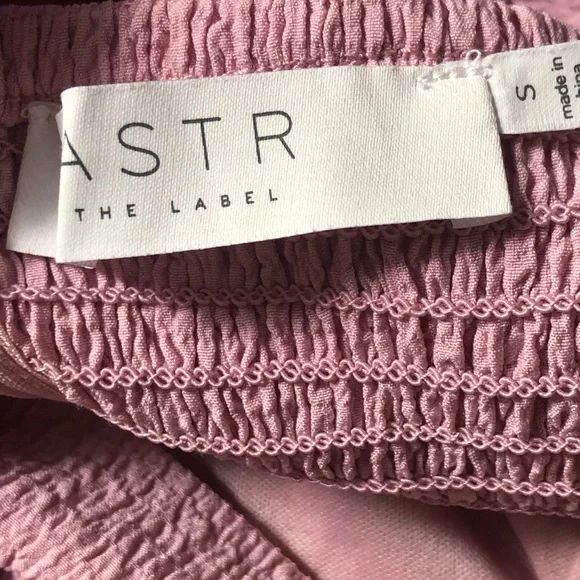 ASTR
THE LABEL
S
made in